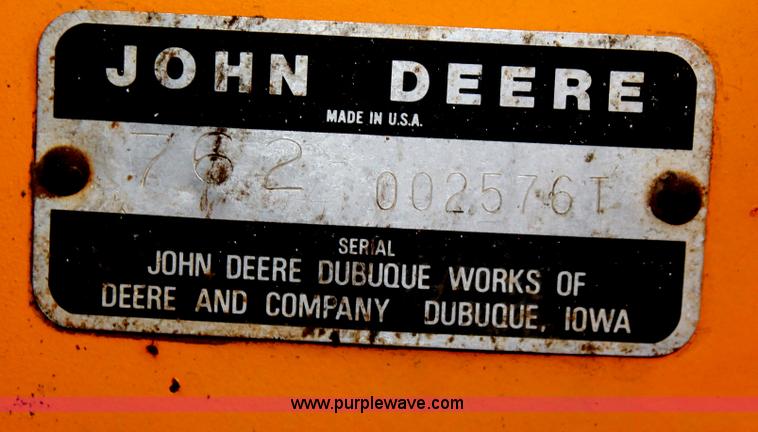 JOHN DEERE
MADE IN U.S.A.
762 002576T
SERIAL
JOHN DEERE DUBUQUE WORKS OF
DEERE AND COMPANY DUBUQUE, IOWA
www.purplewave.com